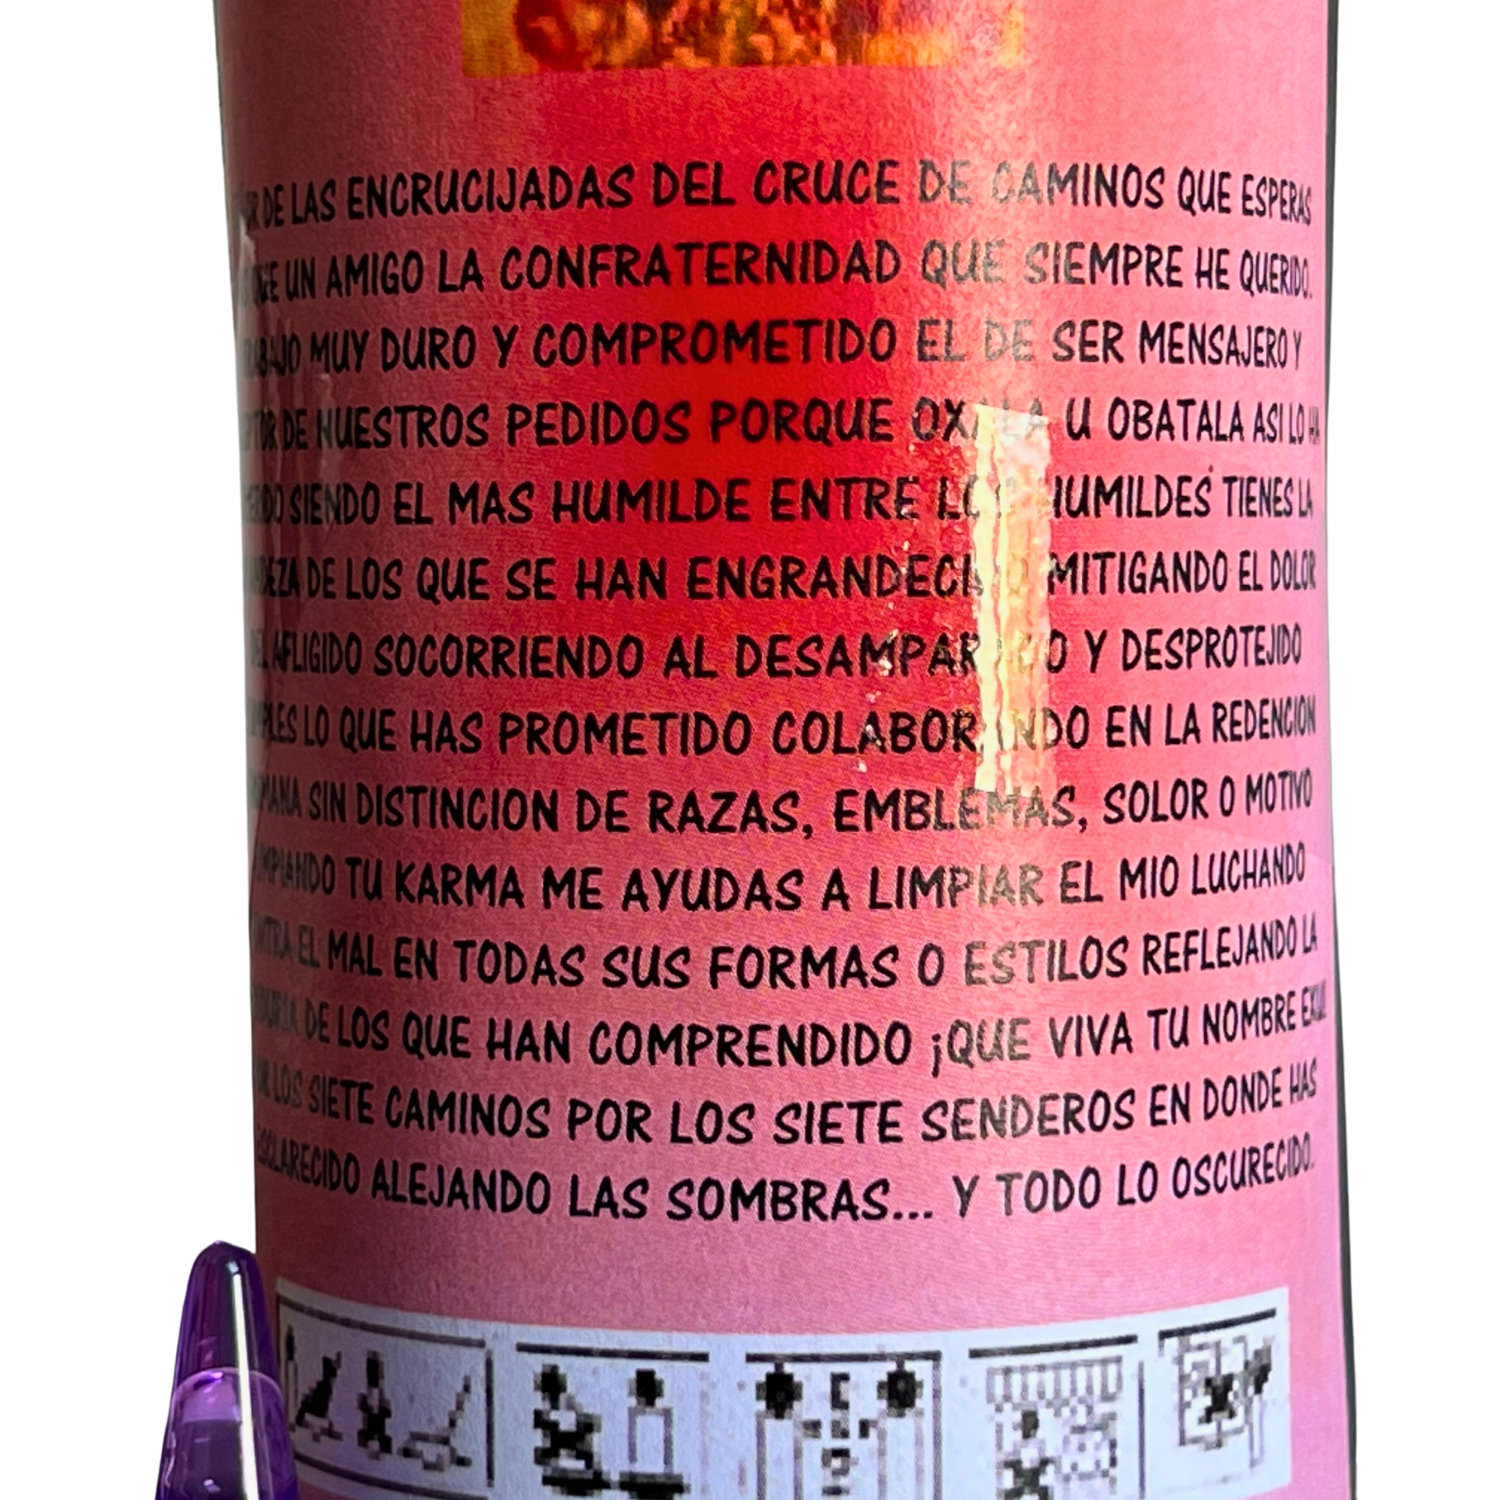 DE LAS ENCRUCIJADAS DEL CRUCE DE CAMINOS QUE ESPERAS
UN AMIGO LA CONFRATERNIDAD QUE SIEMPRE HE QUERIDO.
MUY DURO Y COMPROMETIDO EL DE SER MENSAJERO Y
DE NUESTROS PEDIDOS PORQUE U OBATALA ASI LO HA
SIENDO EL MAS HUMILDE ENTRE HUMILDES TIENES LA
DE LOS QUE SE HAN MITIGANDO EL DOLOR
AFLIGIDO SOCORRIENDO AL Y DESPROTEJIDO
LO QUE HAS PROMETIDO COLABORANDO EN LA REDENCION
SIN DISTINCION DE RAZAS, EMBLEMAS, SOLOR O MOTIVO
TU KARMA ME AYUDAS A LIMPIAR EL MIO LUCHANDO
EL MAL EN TODAS SUS FORMAS O ESTILOS REFLEJANDO LA
DE LOS QUE HAN COMPRENDIDO ¡QUE VIVA TU NOMBRE
LOS SIETE CAMINOS POR LOS SIETE SENDEROS EN DONDE HAS
ALEJANDO LAS SOMBRAS... Y TODO LO OSCURECIDO.